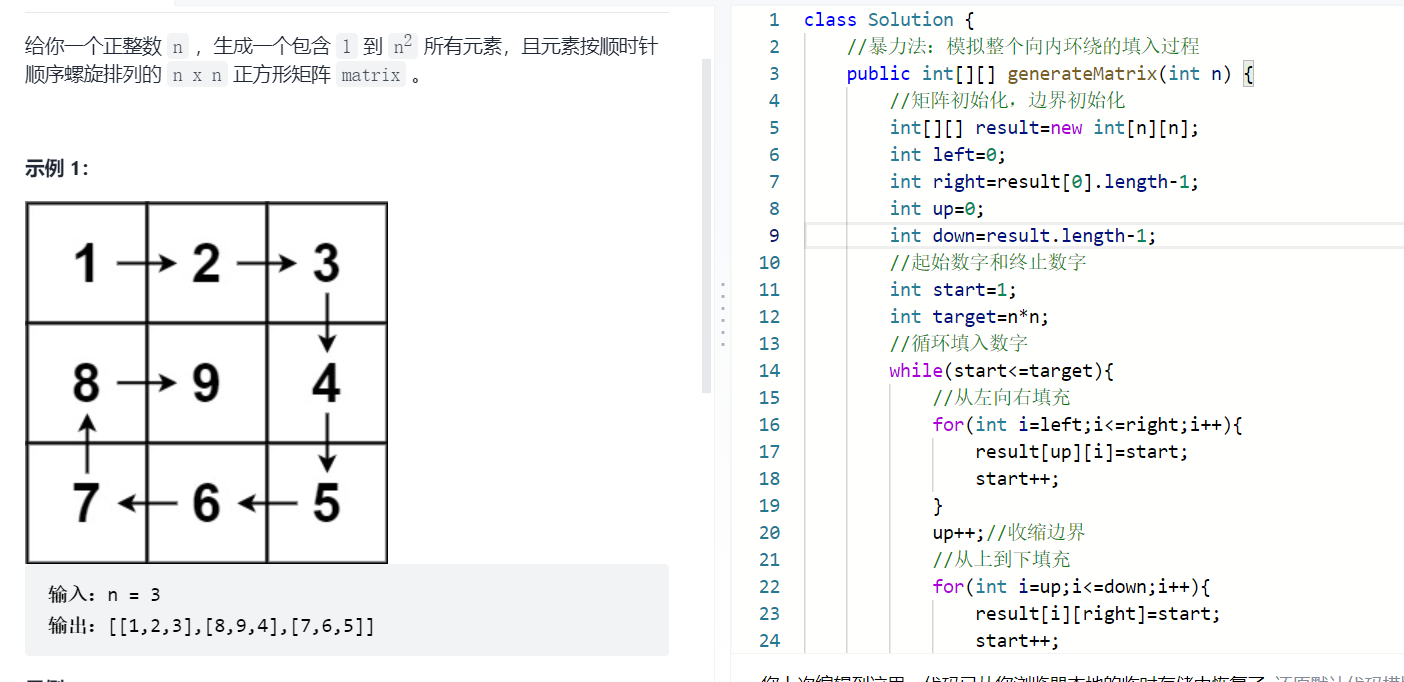 给你一个正整数 n ，生成一个包含 1 到 n² 所有元素，且元素按顺时针
顺序螺旋排列的 n x n 正方形矩阵 matrix 。
示例 1：
1 2 3
8 9 4
7 6 5
输入：n = 3
输出：[[1,2,3],[8,9,4],[7,6,5]]
1 class Solution {
2 //暴力法：模拟整个向内环绕的填入过程
3 public int[][] generateMatrix(int n) {
4 //矩阵初始化，边界初始化
5 int[][] result=new int[n][n];
6 int left=0;
7 int right=result[0].length-1;
8 int up=0;
9 int down=result.length-1;
10 //起始数字和终止数字
11 int start=1;
12 int target=n*n;
13 //循环填入数字
14 while(start<=target){
15 //从左向右填充
16 for(int i=left;i<=right;i++){
17 result[up][i]=start;
18 start++;
19 }
20 up++;//收缩边界
21 //从上到下填充
22 for(int i=up;i<=down;i++){
23 result[i][right]=start;
24 start++;